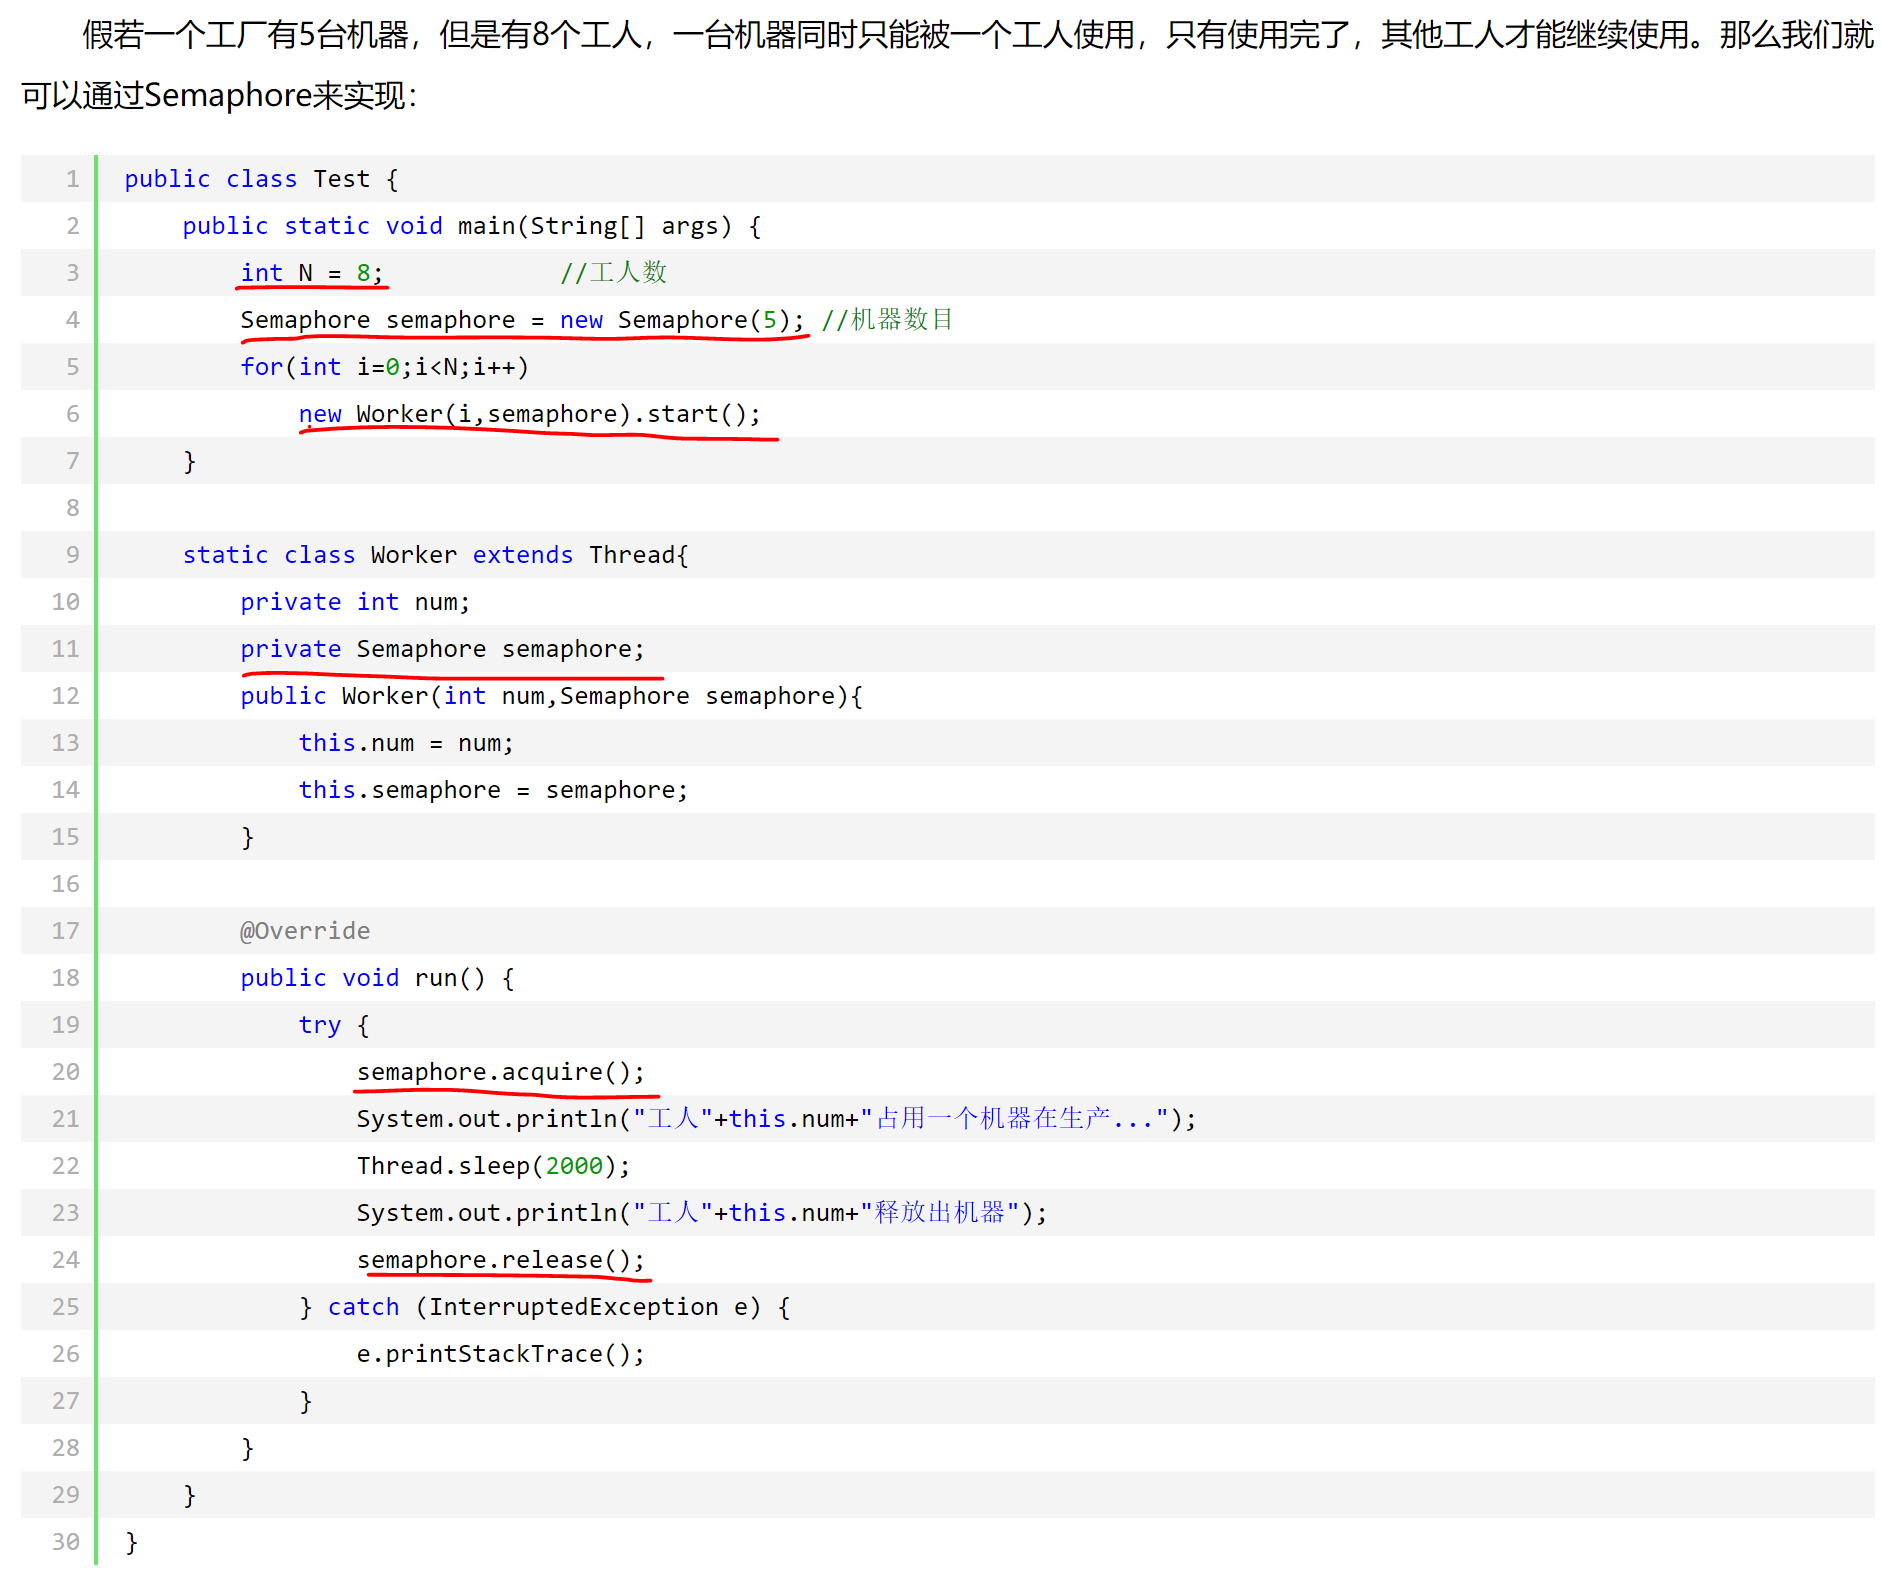 假若一个工厂有5台机器，但是有8个工人，一台机器同时只能被一个工人使用，只有使用完了，其他工人才能继续使用。那么我们就
可以通过Semaphore来实现：
1 public class Test {
2     public static void main(String[] args) {
3         int N = 8;            //工人数
4         Semaphore semaphore = new Semaphore(5); //机器数目
5         for(int i=0;i<N;i++)
6             new Worker(i,semaphore).start();
7     }
8
9     static class Worker extends Thread{
10         private int num;
11         private Semaphore semaphore;
12         public Worker(int num,Semaphore semaphore){
13             this.num = num;
14             this.semaphore = semaphore;
15         }
16
17         @Override
18         public void run() {
19             try {
20                 semaphore.acquire();
21                 System.out.println("工人"+this.num+"占用一个机器在生产...");
22                 Thread.sleep(2000);
23                 System.out.println("工人"+this.num+"释放出机器");
24                 semaphore.release();
25             } catch (InterruptedException e) {
26                 e.printStackTrace();
27             }
28         }
29     }
30 }